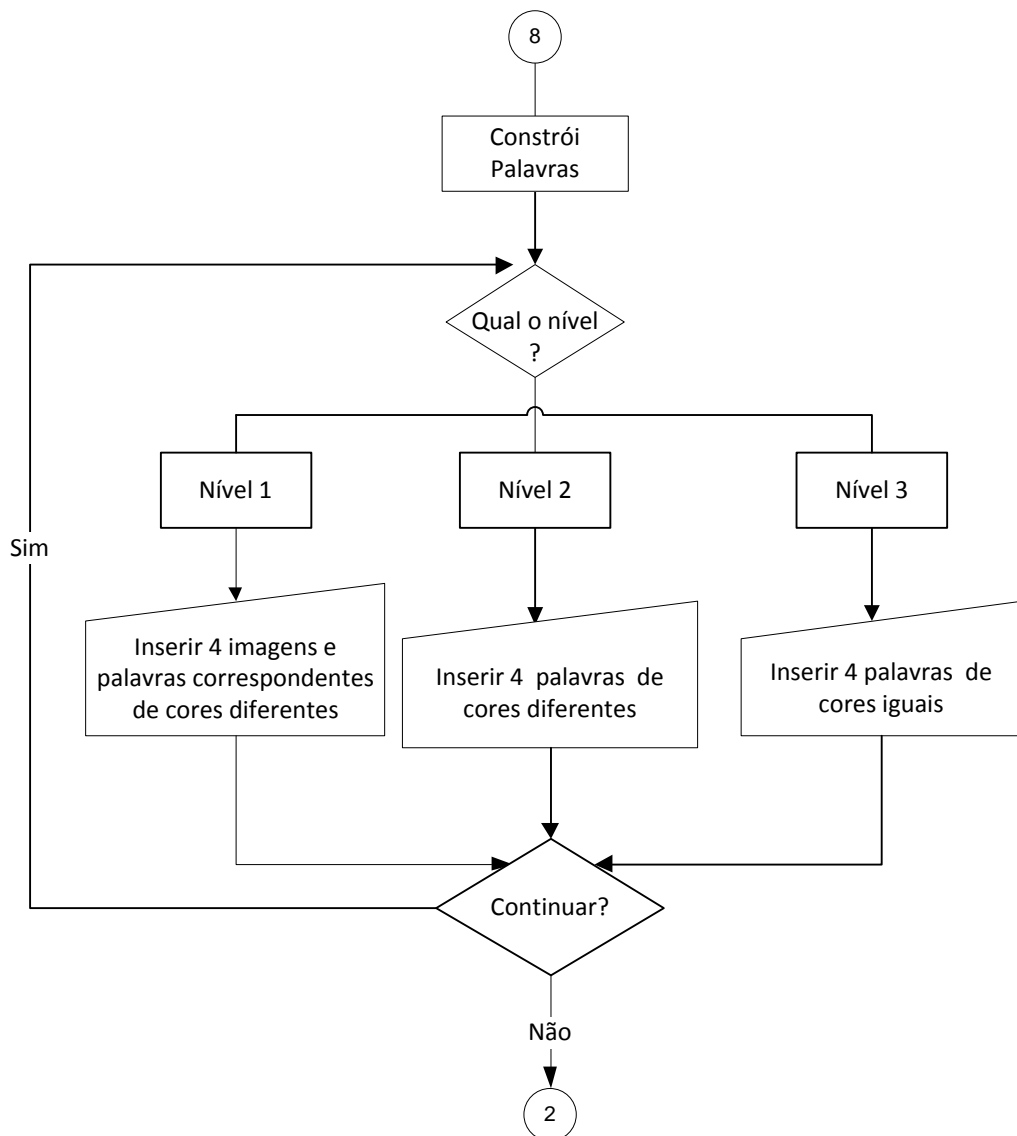 8
Constrói
Palavras
Qual o nível
?
Nível 1
Nível 2
Nível 3
Sim
Inserir 4 imagens e
palavras correspondentes
de cores diferentes
Inserir 4 palavras de
cores diferentes
Inserir 4 palavras de
cores iguais
Continuar?
Não
2